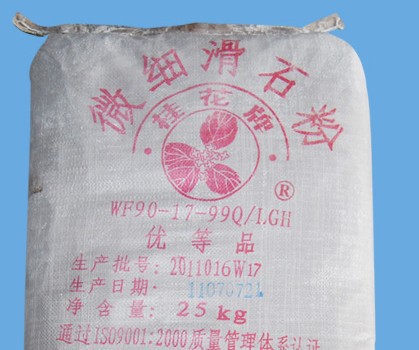 微细滑石粉
·桂花牌·
®
WF90-17-99Q/LGH
优等品
生产批号: 2011016W17
生产日期: 11070721
净含量: 25kg
通过ISO9001:2000质量管理体系认证